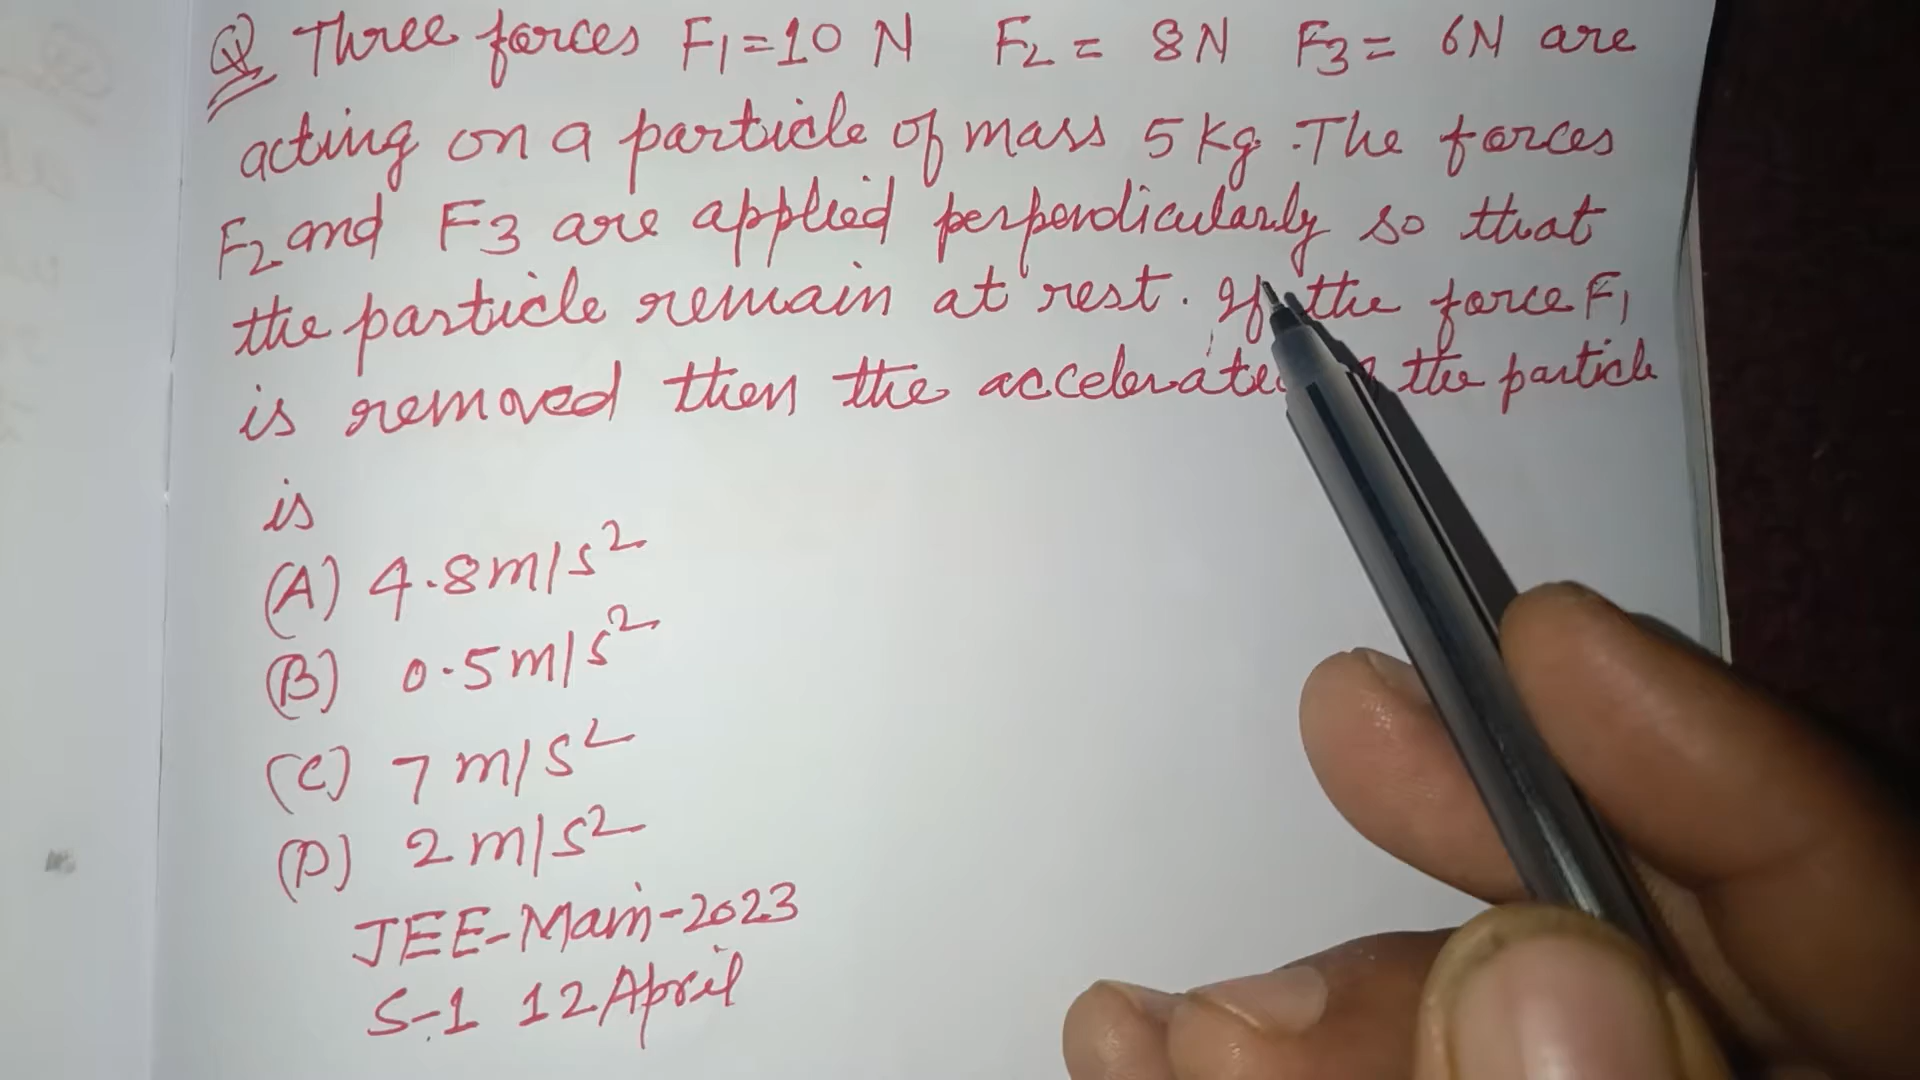 Q Three forces F1=10 N F2 = 8N F3= 6N are
acting on a particle of mass 5 kg. The forces
F2 and F3 are applied perpendicularly so that
the particle remain at rest. If the force F1
is removed then the the particle
is
(A) 4.8 m/s²
(B) 0.5 m/s²
(C) 7 m/s²
(D) 2 m/s²
JEE-Main-2023
S-1 12 April